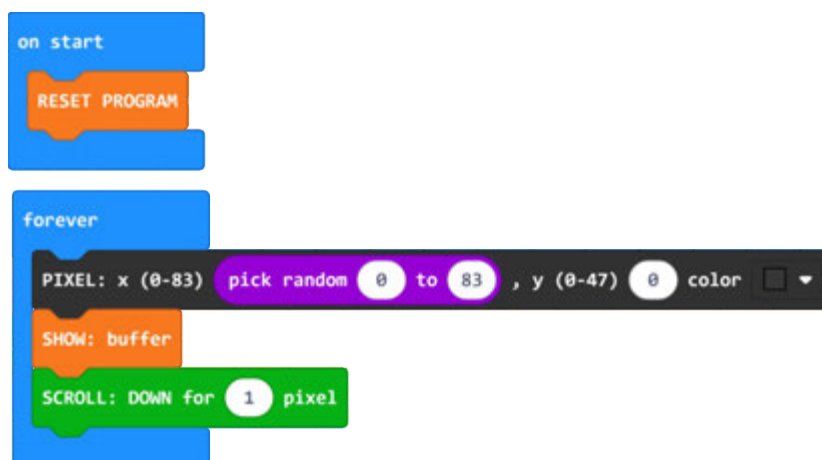 on start
RESET PROGRAM
forever
PIXEL: x (0-83) pick random 0 to 83 , y (0-47) 0 color
SHOW: buffer
SCROLL: DOWN for 1 pixel